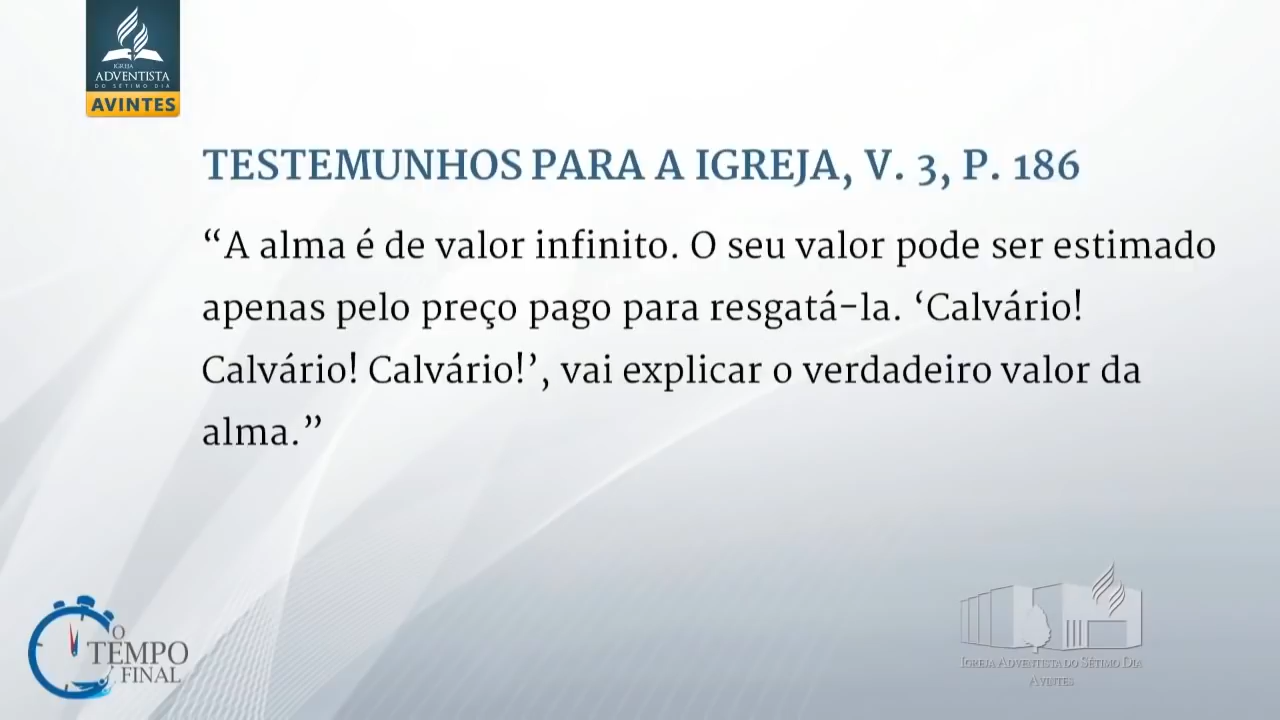 IGREJA
ADVENTISTA
DO SÉTIMO DIA
AVINTES
TESTEMUNHOS PARA A IGREJA, V. 3, P. 186
“A alma é de valor infinito. O seu valor pode ser estimado
apenas pelo preço pago para resgatá-la. ‘Calvário!
Calvário! Calvário!’, vai explicar o verdadeiro valor da
alma.”
O
TEMPO
FINAL
IGREJA ADVENTISTA DO SÉTIMO DIA
AVINTES